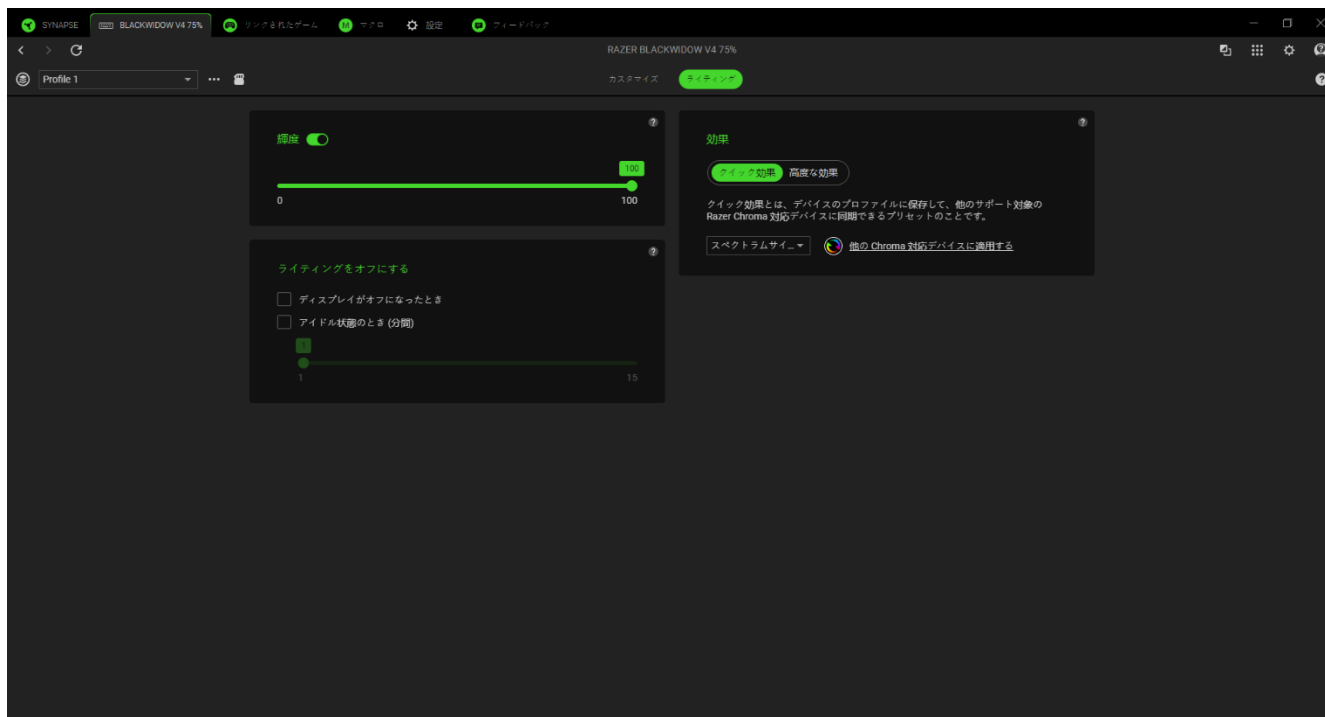 SYNAPSE BLACKWIDOW V4 75% リンクされたゲーム M マクロ 設定 フィードバック
RAZER BLACKWIDOW V4 75%
Profile 1 カスタマイズ ライティング
輝度
100
0 100
ライティングをオフにする
ディスプレイがオフになったとき
アイドル状態のとき (分間)
1
1 15
効果
クイック効果 高度な効果
クイック効果とは、デバイスのプロファイルに保存して、他のサポート対象の
Razer Chroma 対応デバイスに同期できるプリセットのことです。
スペクトラムサイ... 他の Chroma 対応デバイスに適用する